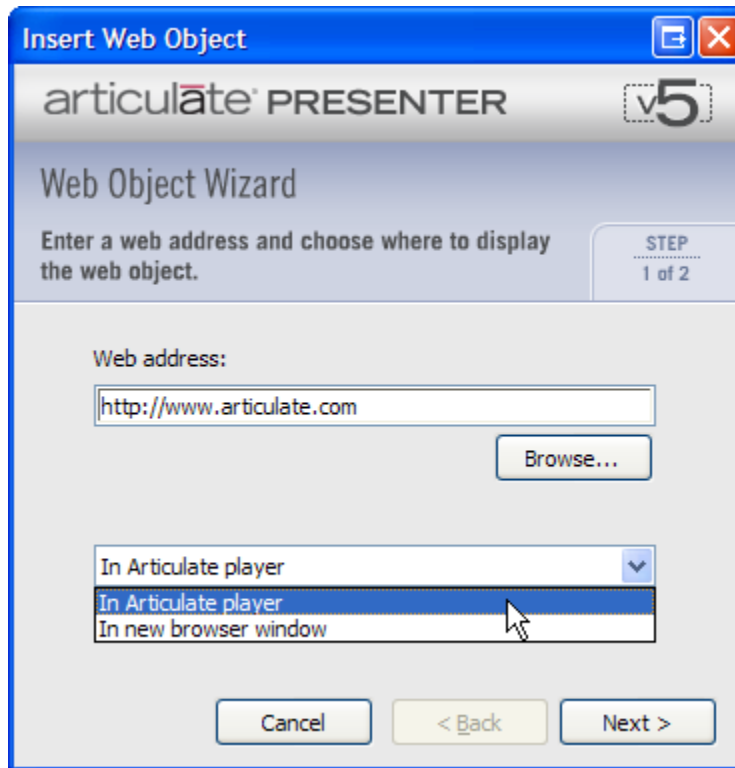 Insert Web Object
articulāte PRESENTER v5
Web Object Wizard
Enter a web address and choose where to display
the web object.
STEP
1 of 2
Web address:
http://www.articulate.com
Browse...
In Articulate player
In Articulate player
In new browser window
Cancel < Back Next >